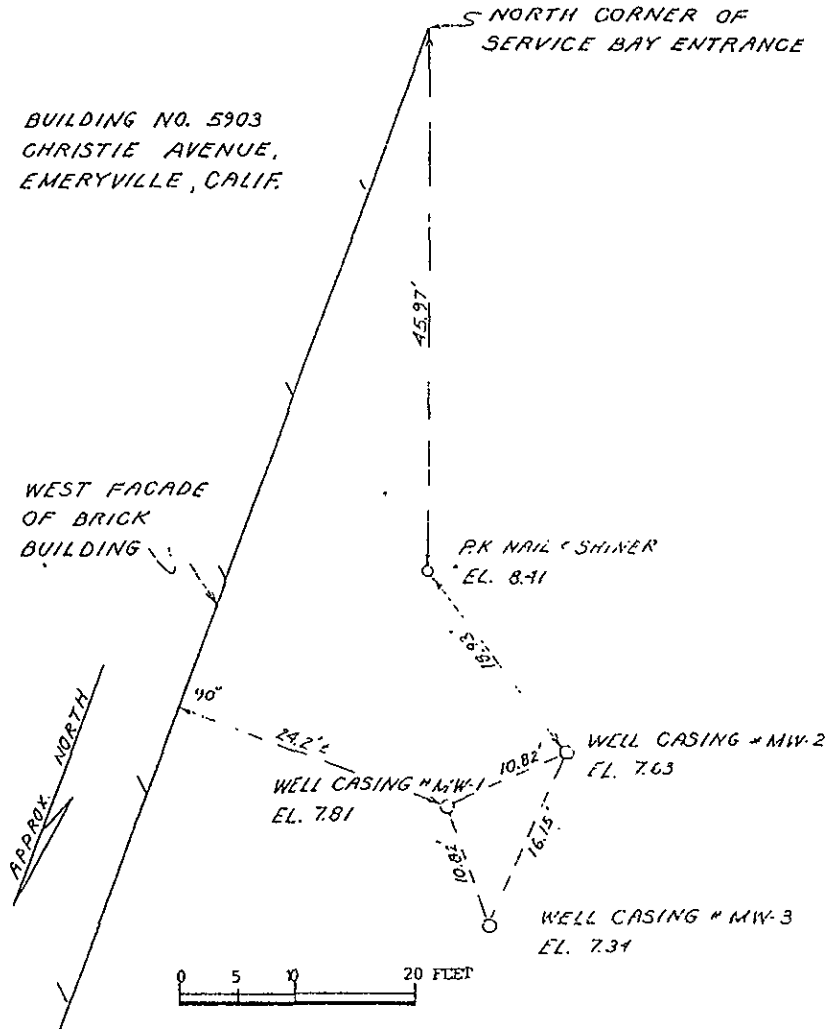 NORTH CORNER OF
SERVICE BAY ENTRANCE
BUILDING NO. 5903
CHRISTIE AVENUE,
EMERYVILLE, CALIF.
45.97'
WEST FACADE
OF BRICK
BUILDING
P.K NAIL & SHINER
EL. 8.41
90°
24.2'±
10.82'
WELL CASING # MW-2
EL. 7.63
WELL CASING # MW-1
EL. 7.81
10.82'
16.15'
APPROX. NORTH
WELL CASING # MW-3
EL. 7.34
0 5 10 20 FEET